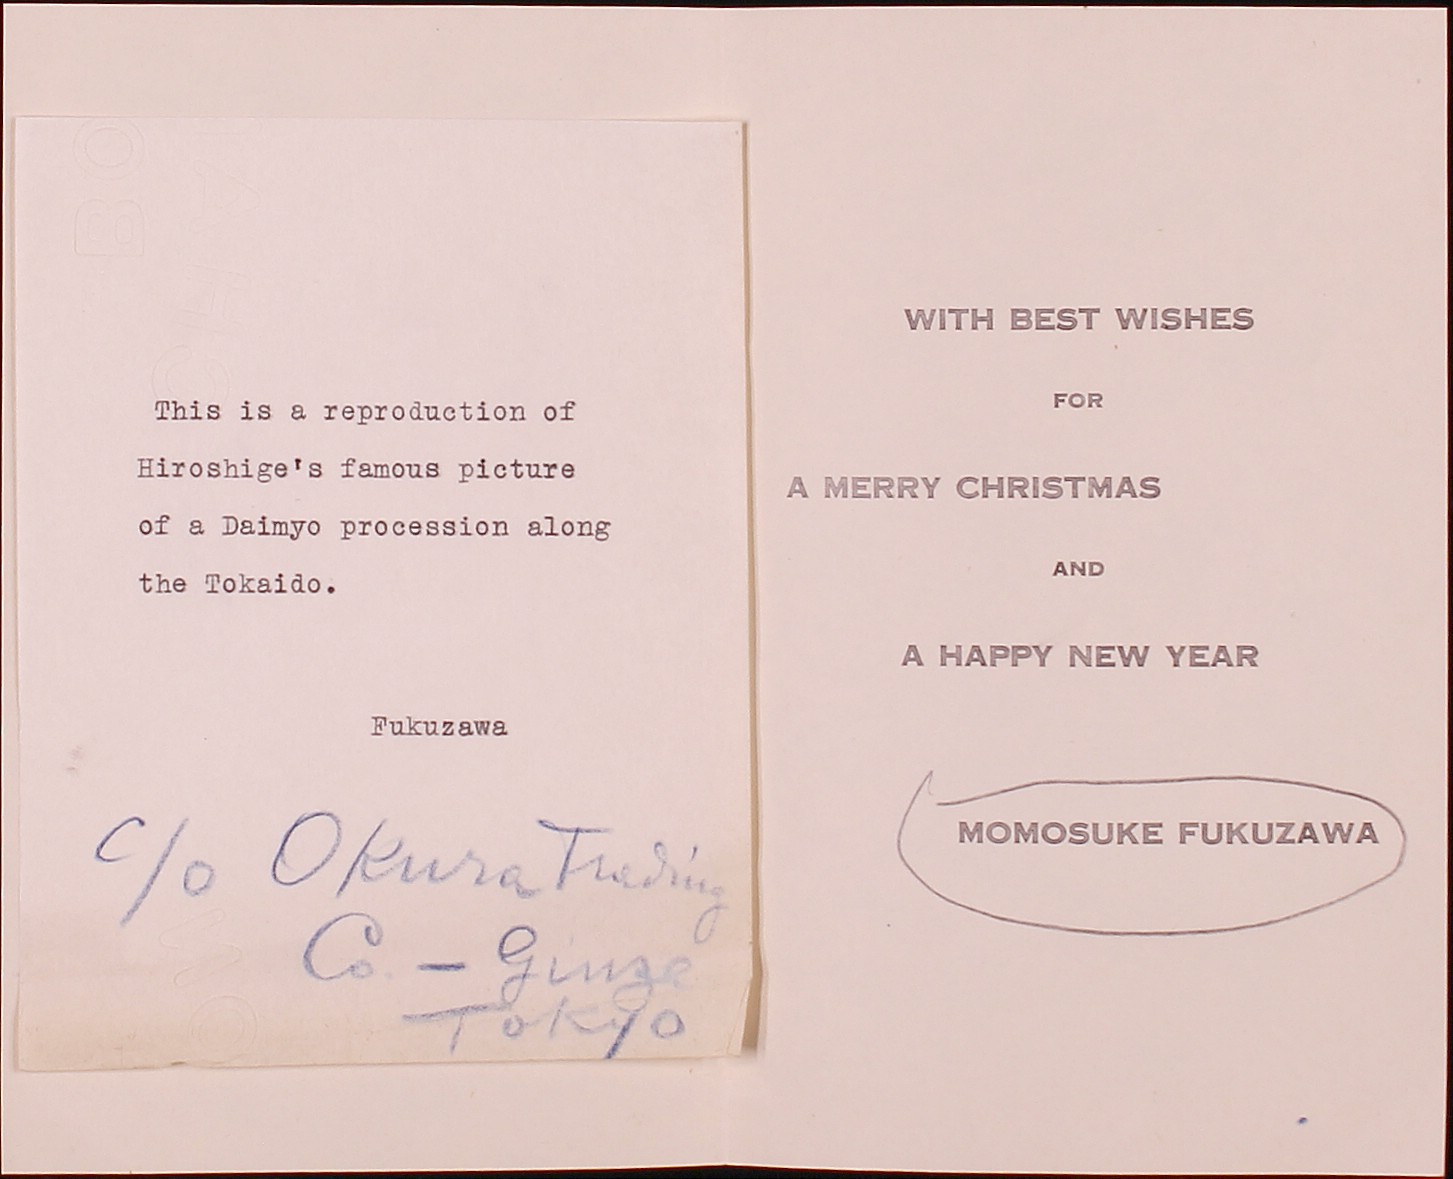 This is a reproduction of
Hiroshige's famous picture
of a Daimyo procession along
the Tokaido.
Fukuzawa
c/o Okura Trading
Co. — Ginza
Tokyo
WITH BEST WISHES
FOR
A MERRY CHRISTMAS
AND
A HAPPY NEW YEAR
MOMOSUKE FUKUZAWA